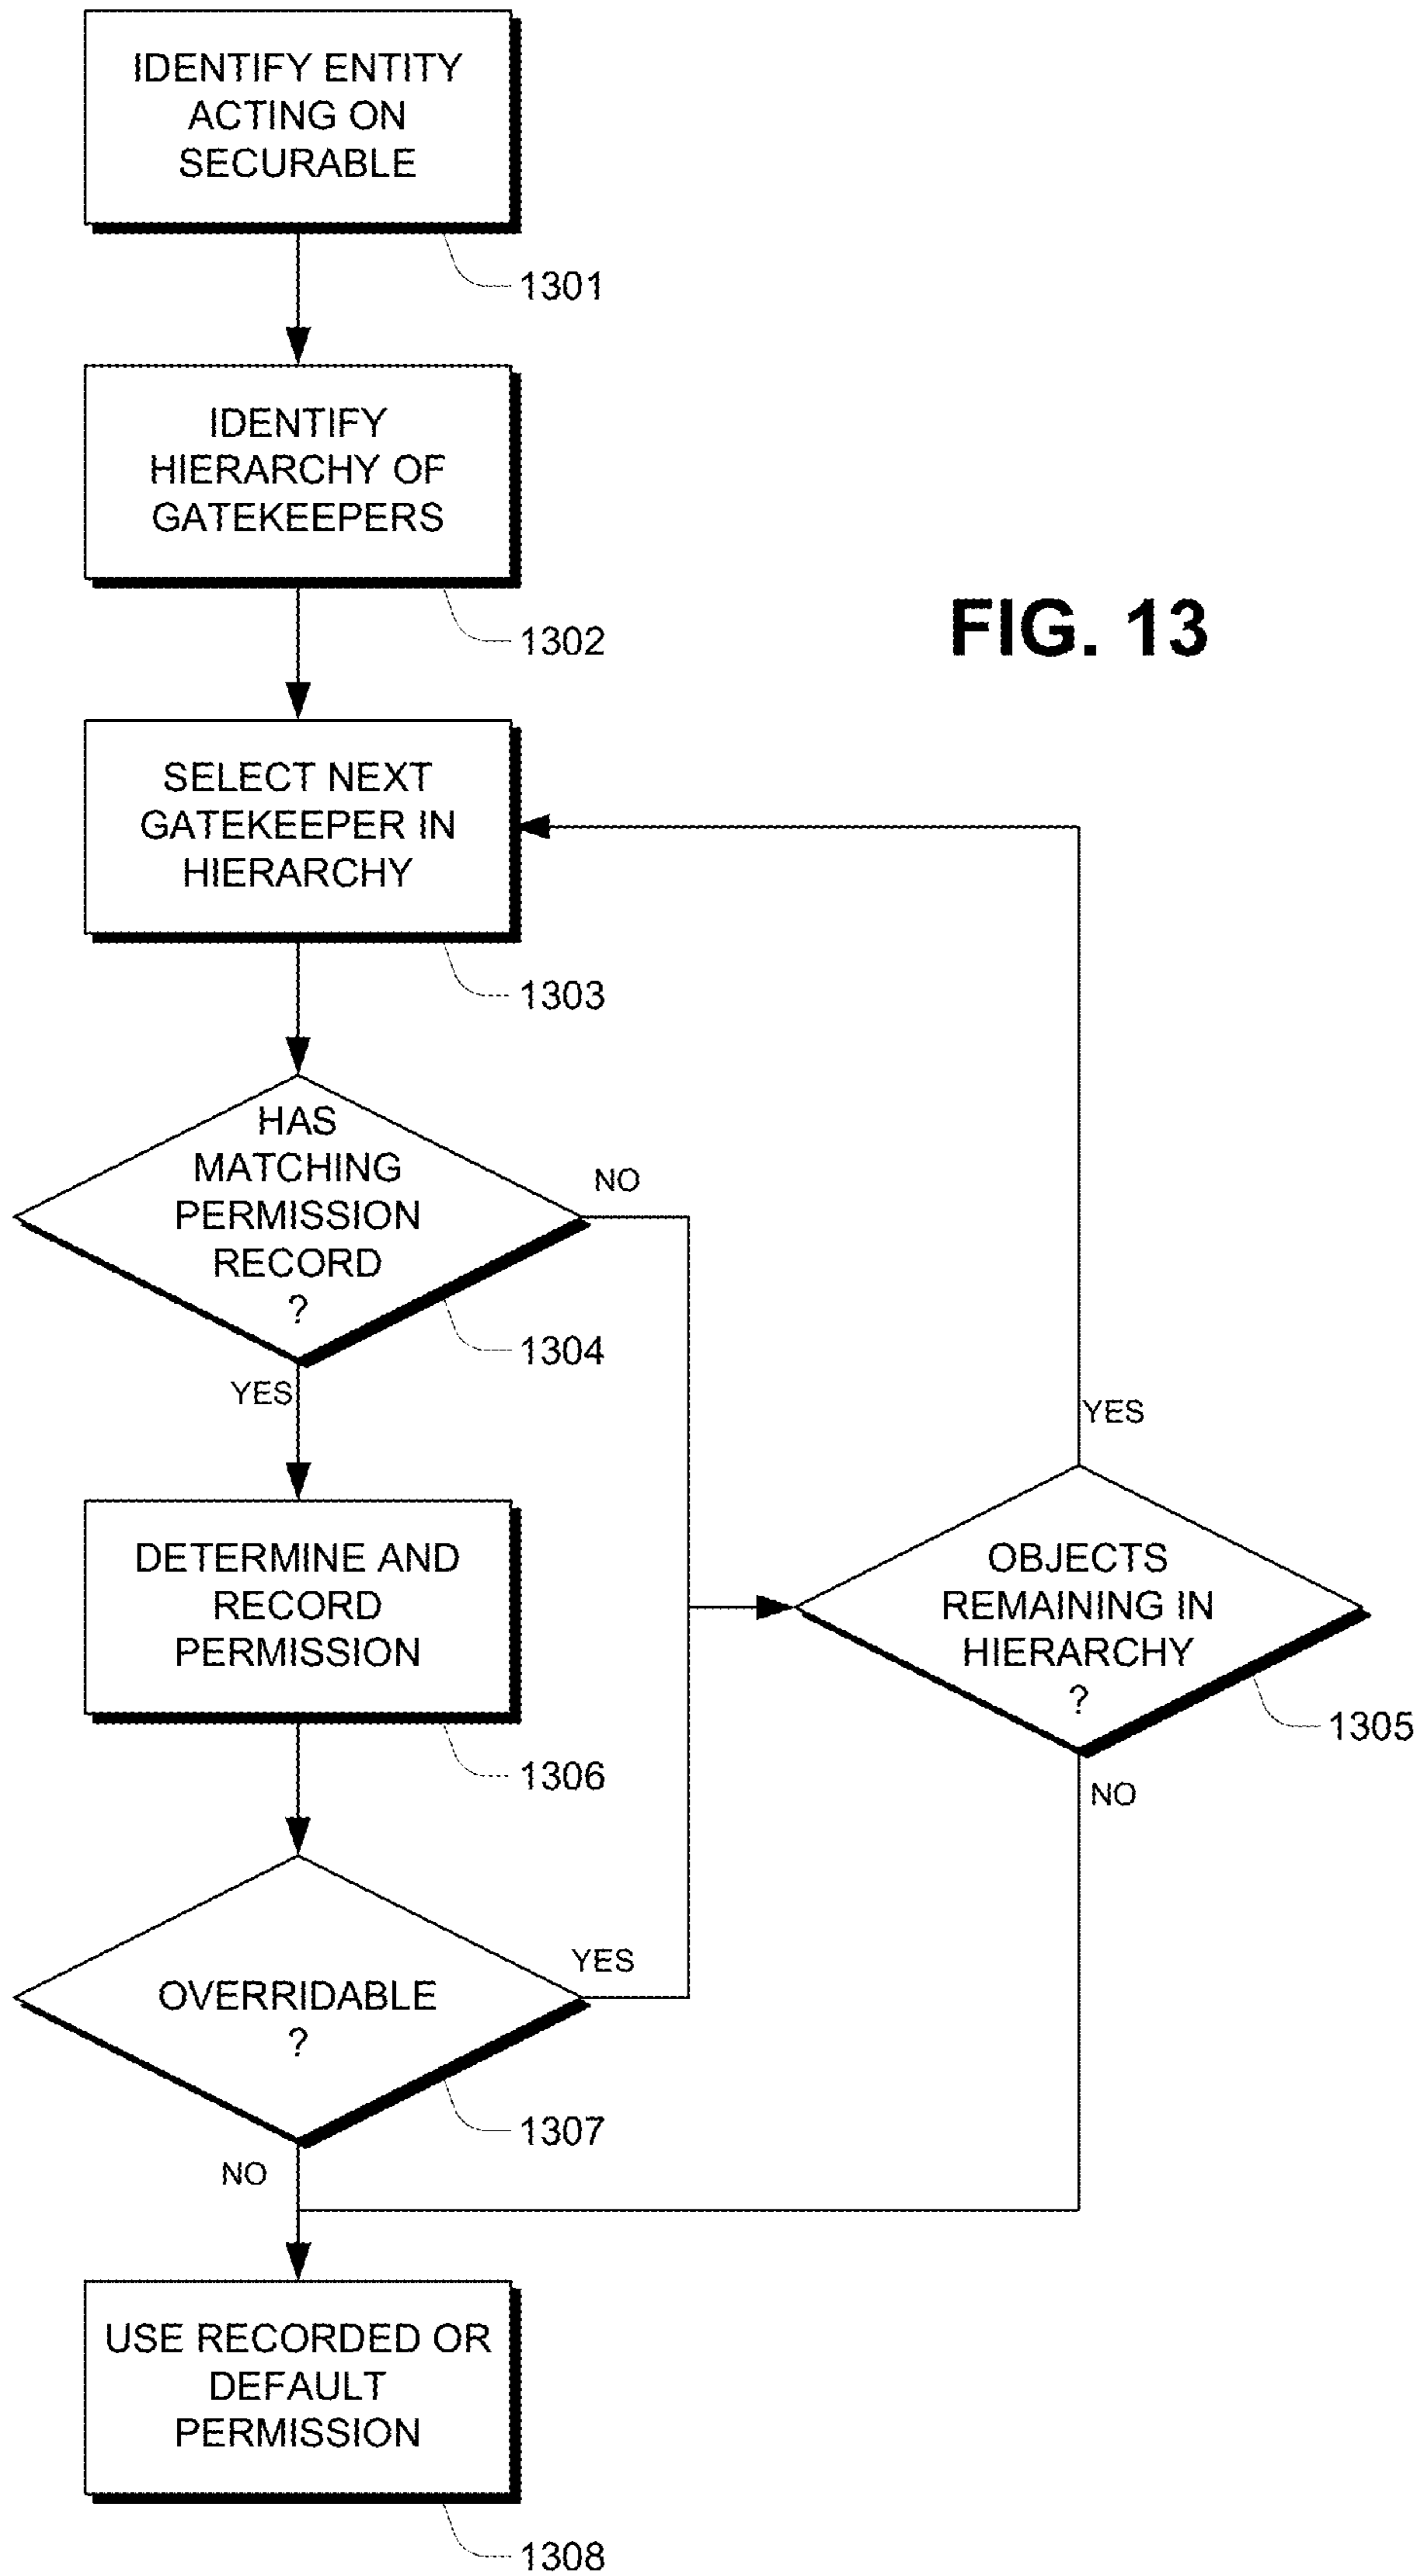 IDENTIFY ENTITY
ACTING ON
SECURABLE
1301
IDENTIFY
HIERARCHY OF
GATEKEEPERS
1302
FIG. 13
SELECT NEXT
GATEKEEPER IN
HIERARCHY
1303
HAS
MATCHING
PERMISSION
RECORD
?
NO
1304
YES
DETERMINE AND
RECORD
PERMISSION
1306
YES
OBJECTS
REMAINING IN
HIERARCHY
?
1305
NO
OVERRIDABLE
?
YES
1307
NO
USE RECORDED OR
DEFAULT
PERMISSION
1308